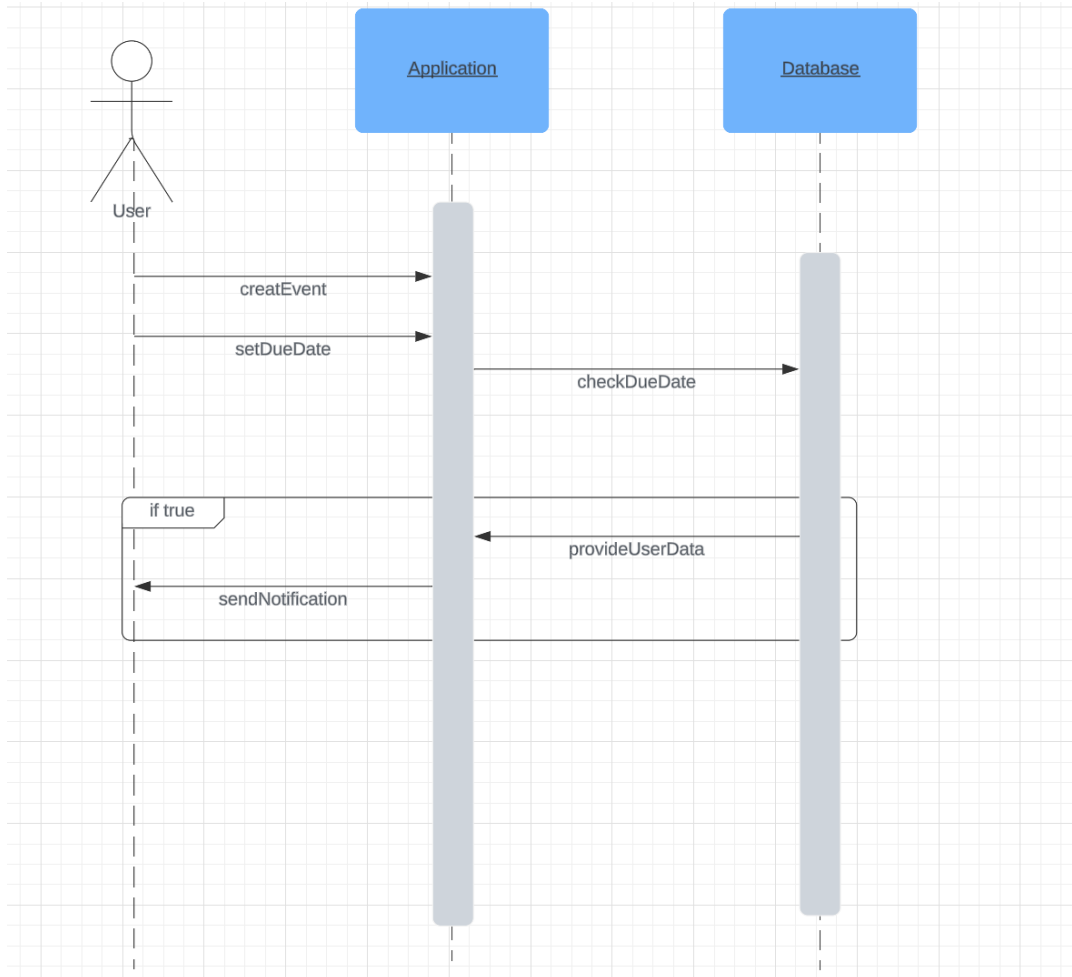 Application
Database
User
creatEvent
setDueDate
checkDueDate
if true
provideUserData
sendNotification